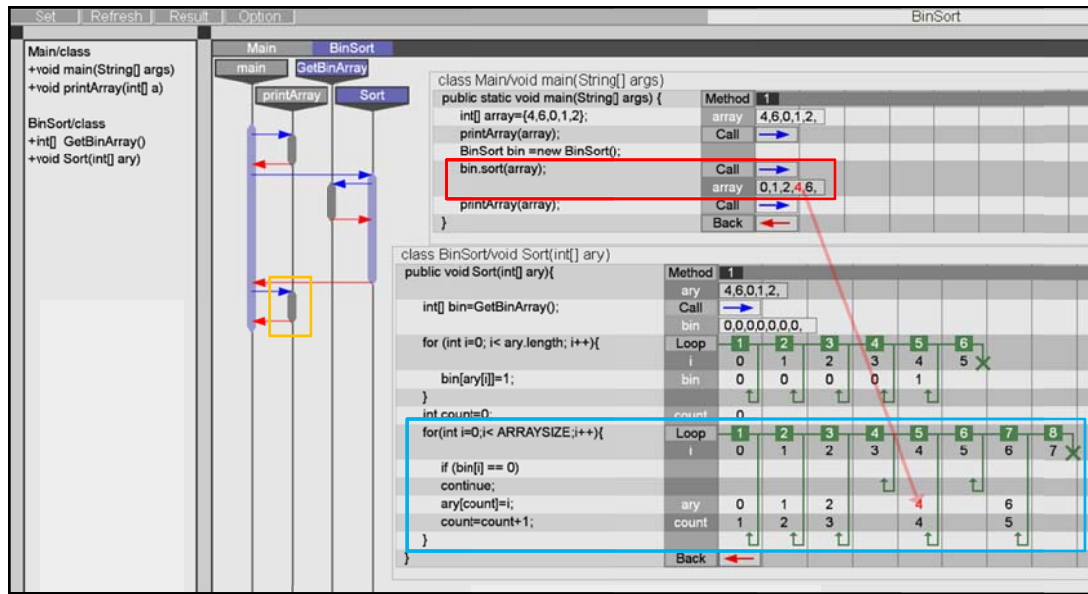 Set Refresh Result Option BinSort
Main/class
+void main(String[] args)
+void printArray(int[] a)
BinSort/class
+int[] GetBinArray()
+void Sort(int[] ary)
Main BinSort
main GetBinArray
printArray Sort
class Main/void main(String[] args)
public static void main(String[] args) { Method 1
int[] array={4,6,0,1,2}; array 4,6,0,1,2,
printArray(array); Call
BinSort bin =new BinSort();
bin.sort(array); Call
array 0,1,2,4,6,
printArray(array); Call
} Back
class BinSort/void Sort(int[] ary)
public void Sort(int[] ary){ Method 1
ary 4,6,0,1,2,
int[] bin=GetBinArray(); Call
bin 0,0,0,0,0,0,0,
for (int i=0; i< ary.length; i++){ Loop 1 2 3 4 5 6
i 0 1 2 3 4 5
bin[ary[i]]=1; bin 0 0 0 0 1
}
int count=0; count 0
for(int i=0;i< ARRAYSIZE;i++){ Loop 1 2 3 4 5 6 7 8
i 0 1 2 3 4 5 6 7
if (bin[i] == 0)
continue;
ary[count]=i; ary 0 1 2 4 6
count=count+1; count 1 2 3 4 5
}
} Back